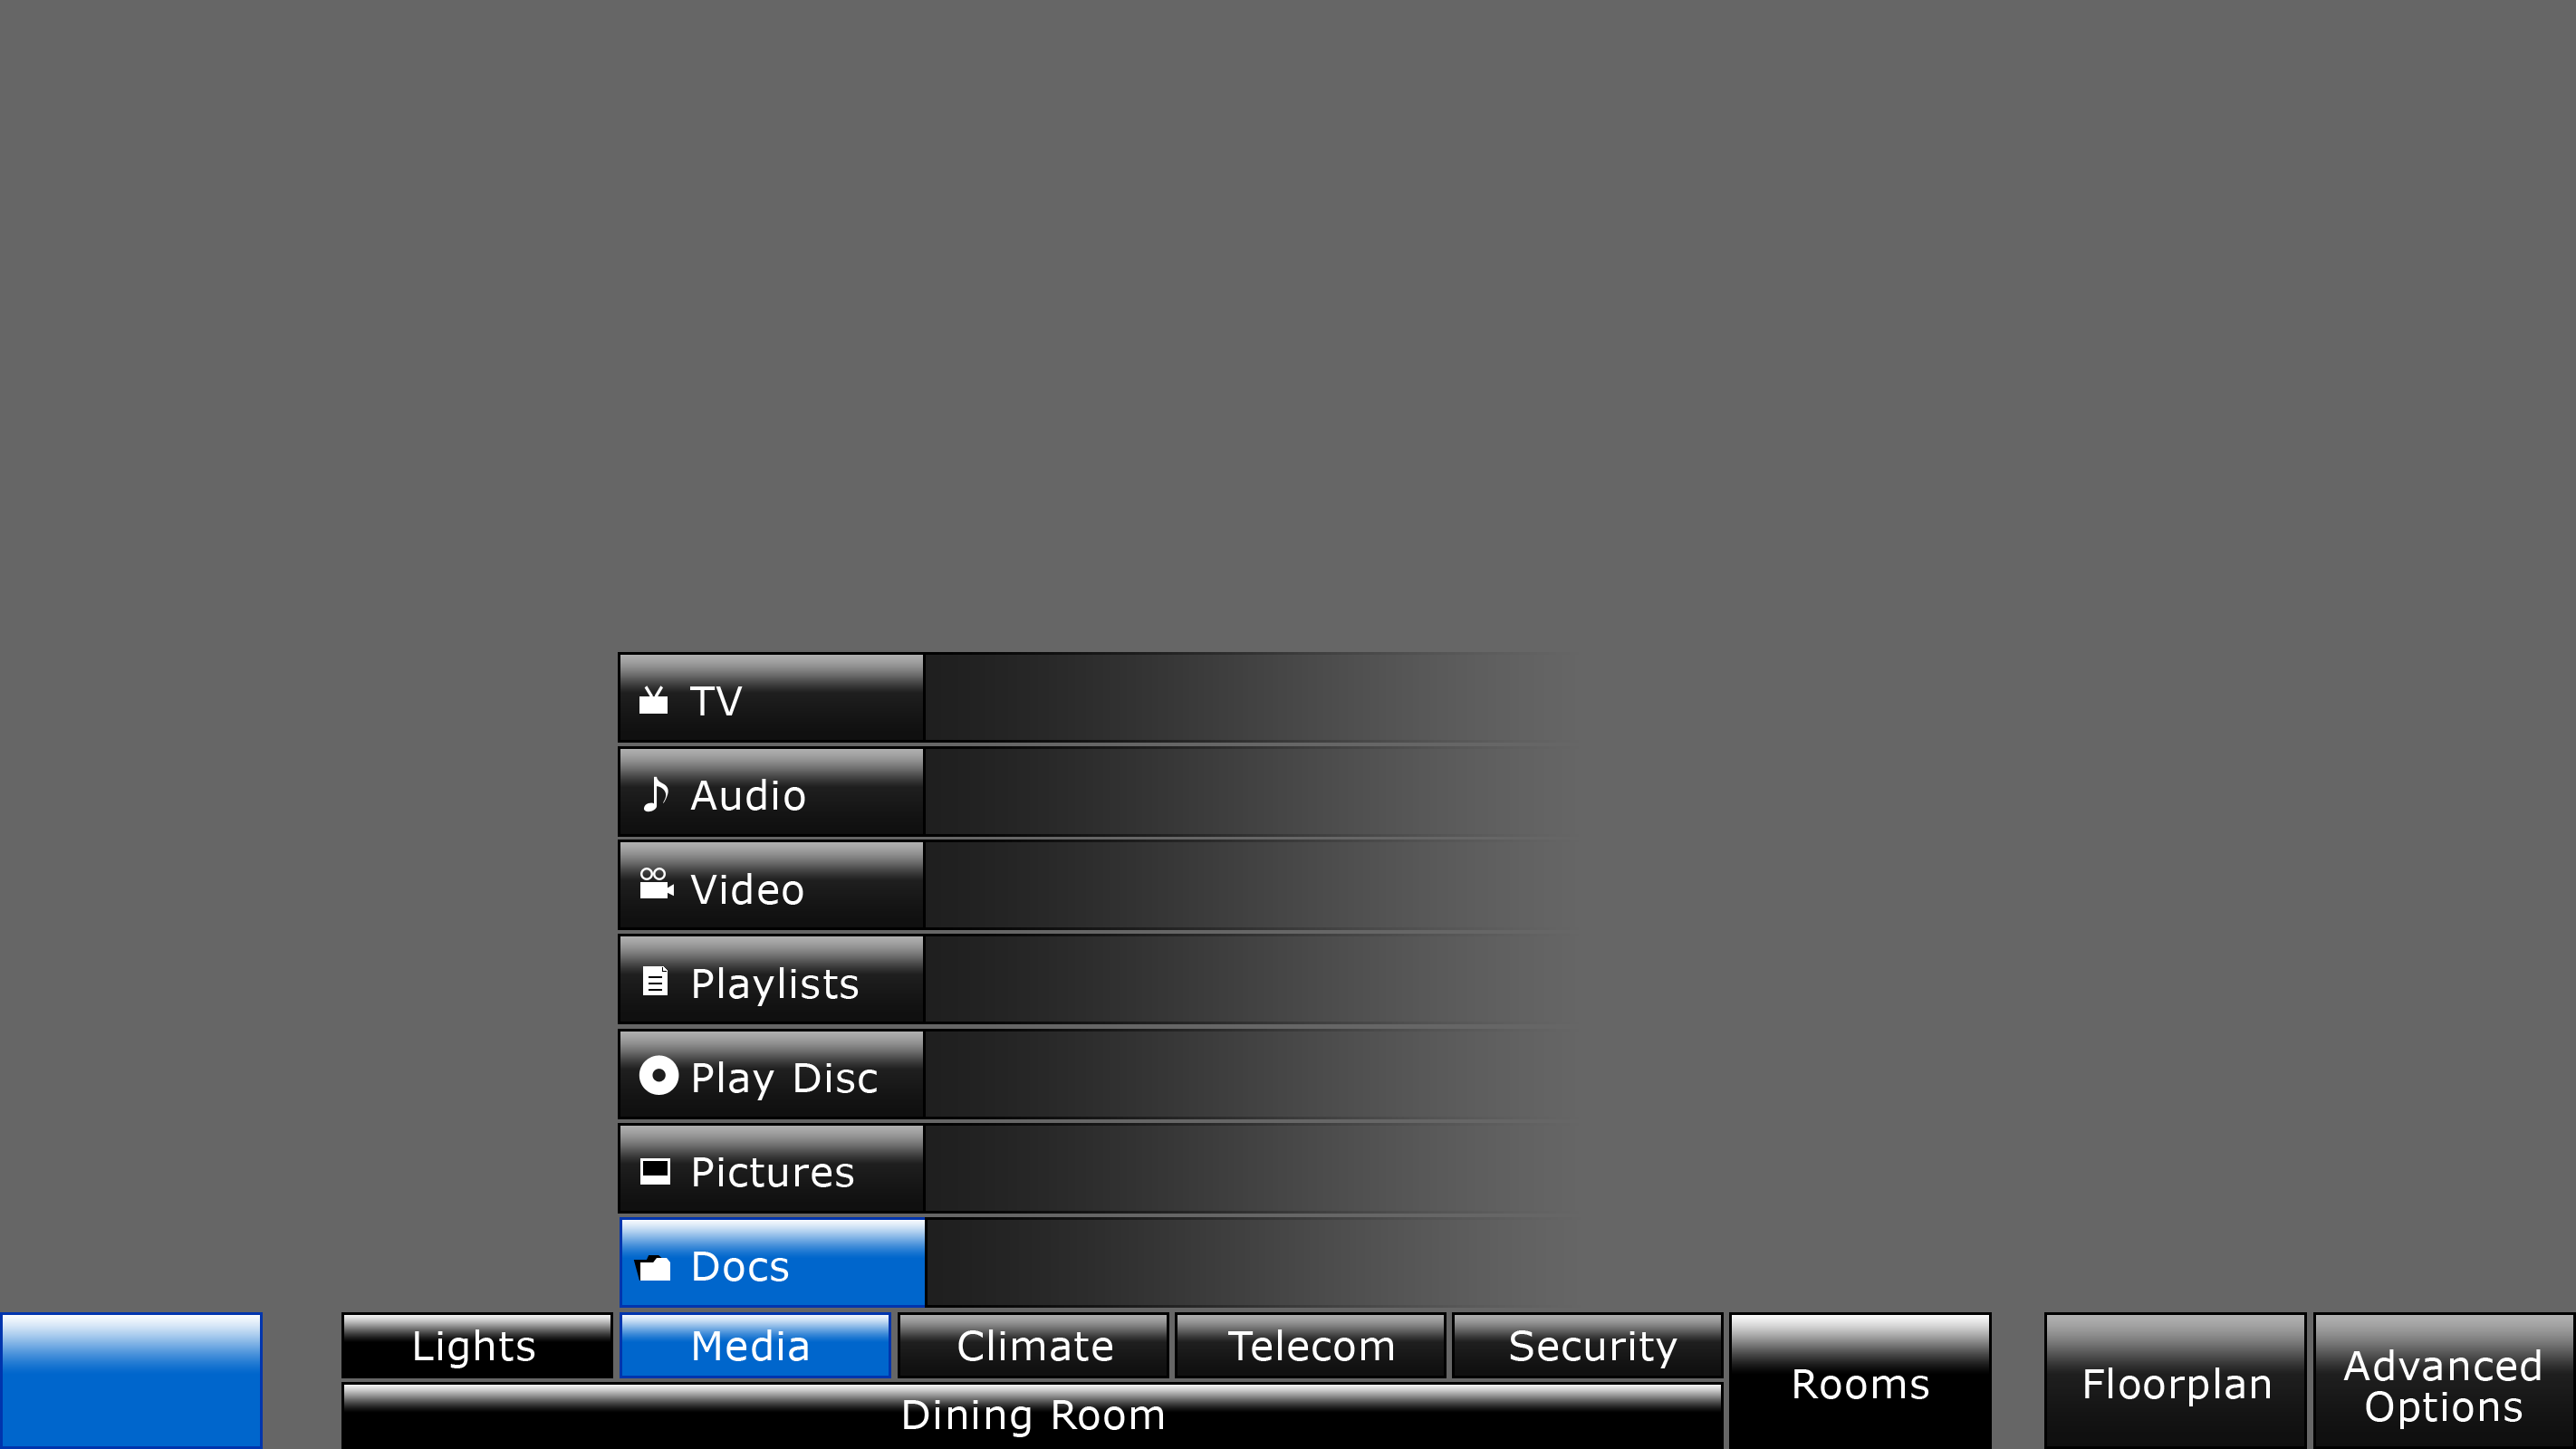 TV
Audio
Video
Playlists
Play Disc
Pictures
Docs
Lights
Media
Climate
Telecom
Security
Rooms
Floorplan
Advanced
Options
Dining Room